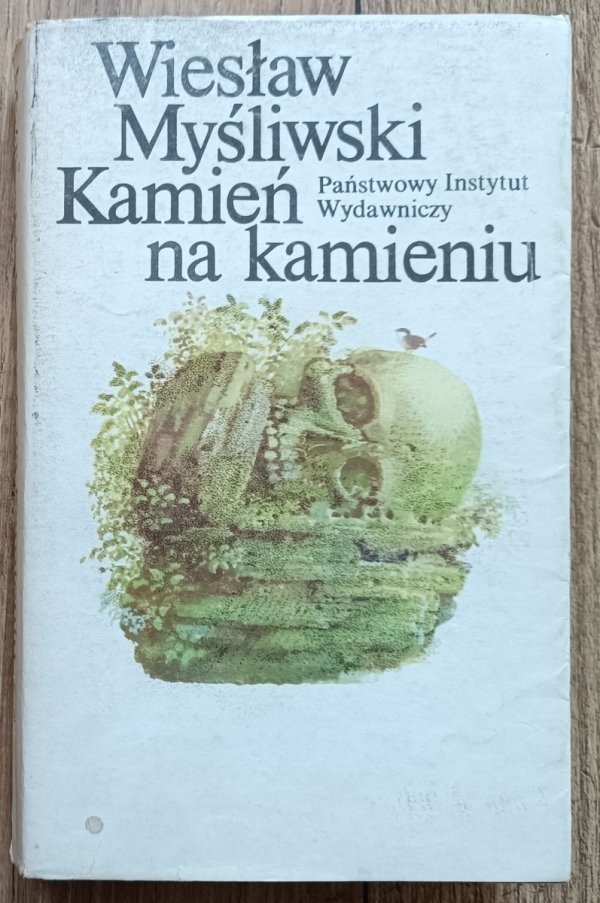 Wiesław
Myśliwski
Kamień
Państwowy Instytut
Wydawniczy
na kamieniu